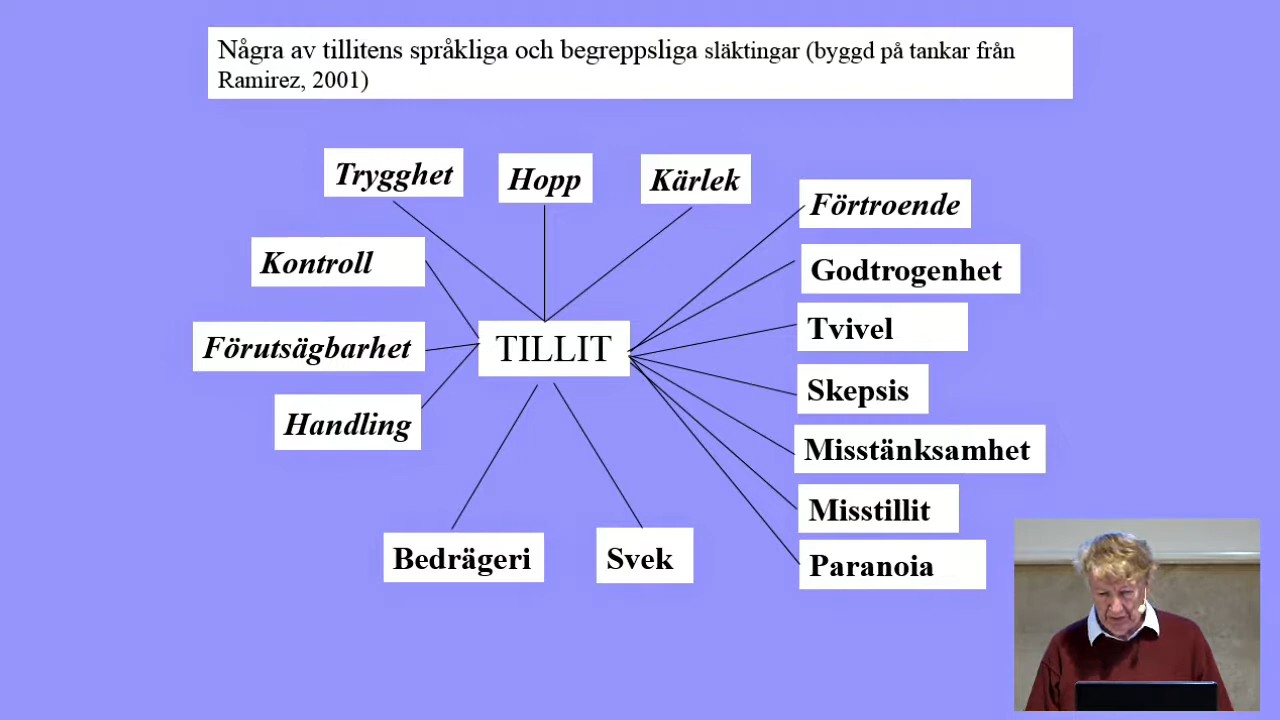 Några av tillitens språkliga och begreppsliga släktingar (byggd på tankar från
Ramirez, 2001)
Trygghet
Hopp
Kärlek
Förtroende
Kontroll
Godtrogenhet
Tvivel
Förutsägbarhet
TILLIT
Skepsis
Handling
Misstänksamhet
Misstillit
Bedrägeri
Svek
Paranoia